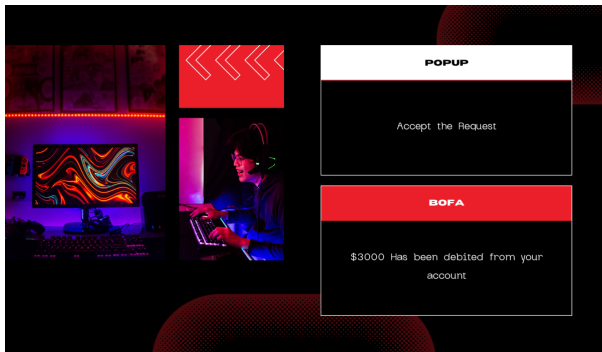 POPUP
Accept the Request
BOFA
$3000 Has been debited from your
account